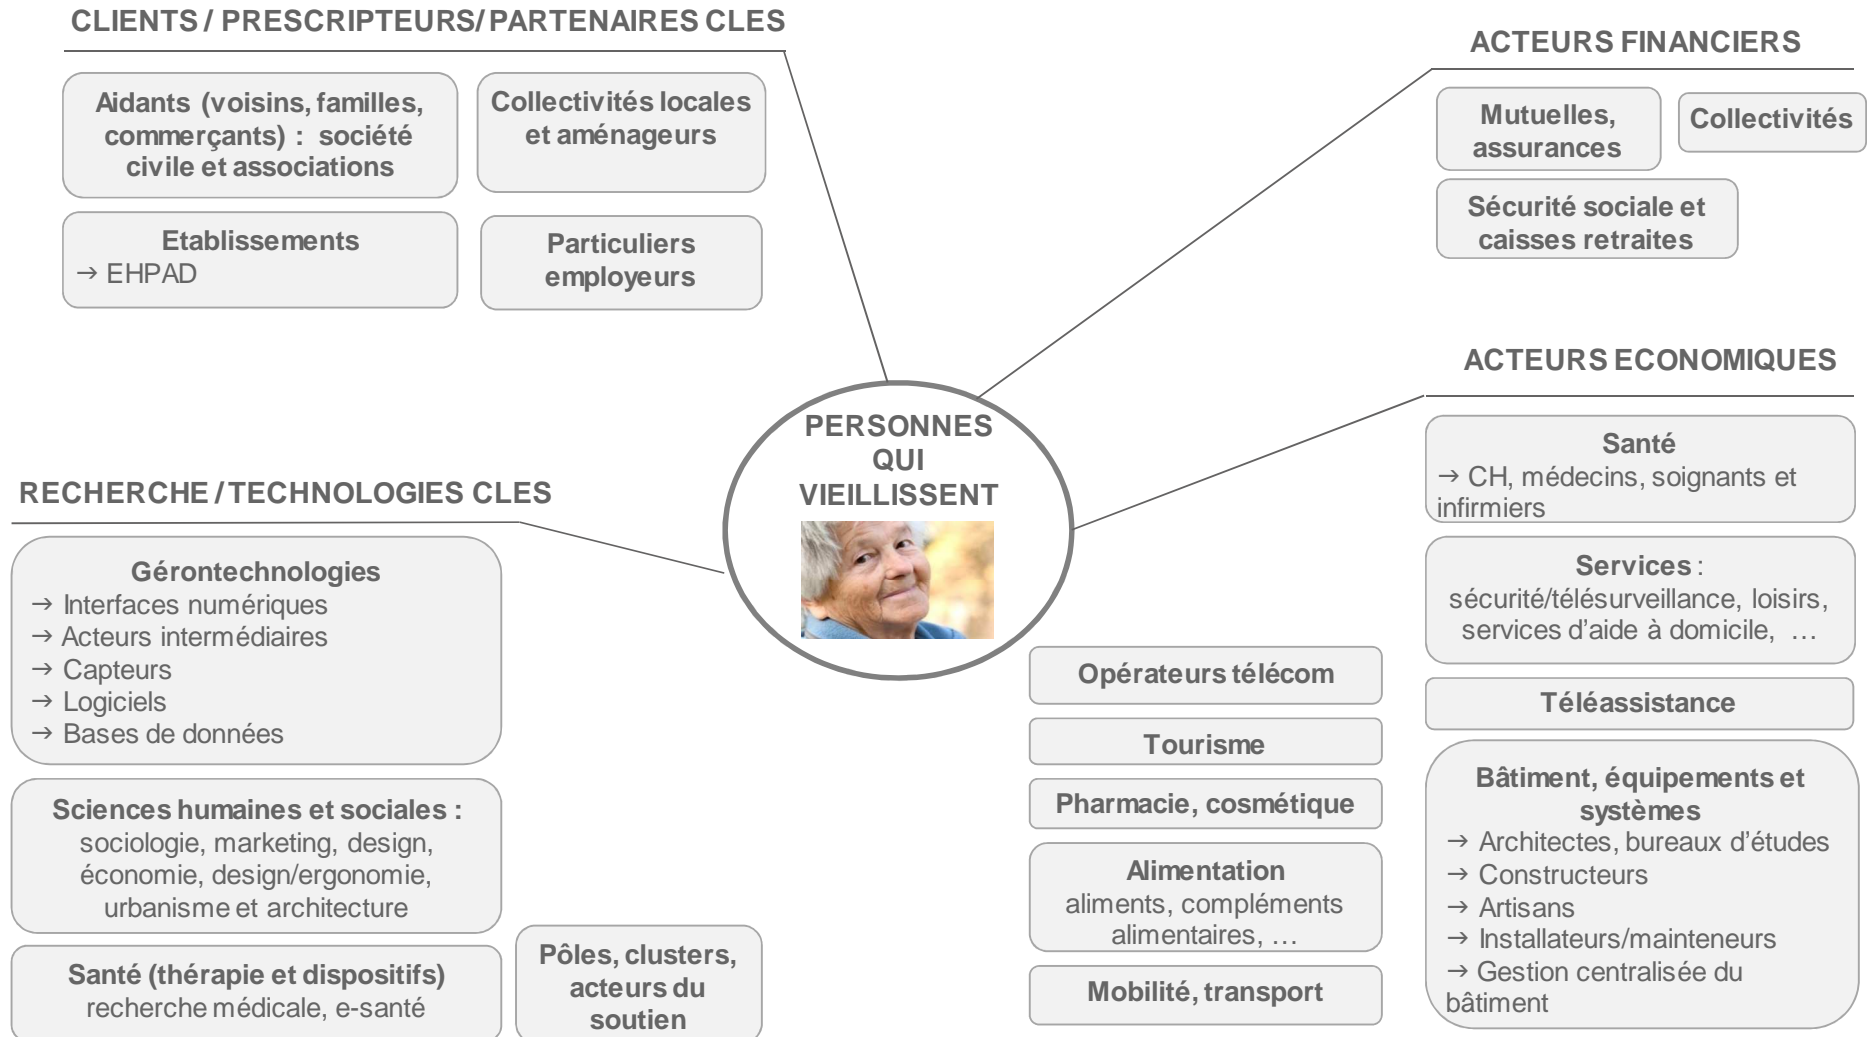 CLIENTS / PRESCRIPTEURS/ PARTENAIRES CLES
Aidants (voisins, familles,
commerçants) : société
civile et associations
Collectivités locales
et aménageurs
Etablissements
→ EHPAD
Particuliers
employeurs
ACTEURS FINANCIERS
Mutuelles,
assurances
Collectivités
Sécurité sociale et
caisses retraites
PERSONNES
QUI
VIEILLISSENT
RECHERCHE / TECHNOLOGIES CLES
Gérontechnologies
→ Interfaces numériques
→ Acteurs intermédiaires
→ Capteurs
→ Logiciels
→ Bases de données
Sciences humaines et sociales :
sociologie, marketing, design,
économie, design/ergonomie,
urbanisme et architecture
Santé (thérapie et dispositifs)
recherche médicale, e-santé
Pôles, clusters,
acteurs du
soutien
ACTEURS ECONOMIQUES
Santé
→ CH, médecins, soignants et
infirmiers
Services :
sécurité/télésurveillance, loisirs,
services d’aide à domicile, …
Téléassistance
Bâtiment, équipements et
systèmes
→ Architectes, bureaux d’études
→ Constructeurs
→ Artisans
→ Installateurs/mainteneurs
→ Gestion centralisée du
bâtiment
Opérateurs télécom
Tourisme
Pharmacie, cosmétique
Alimentation
aliments, compléments
alimentaires, …
Mobilité, transport